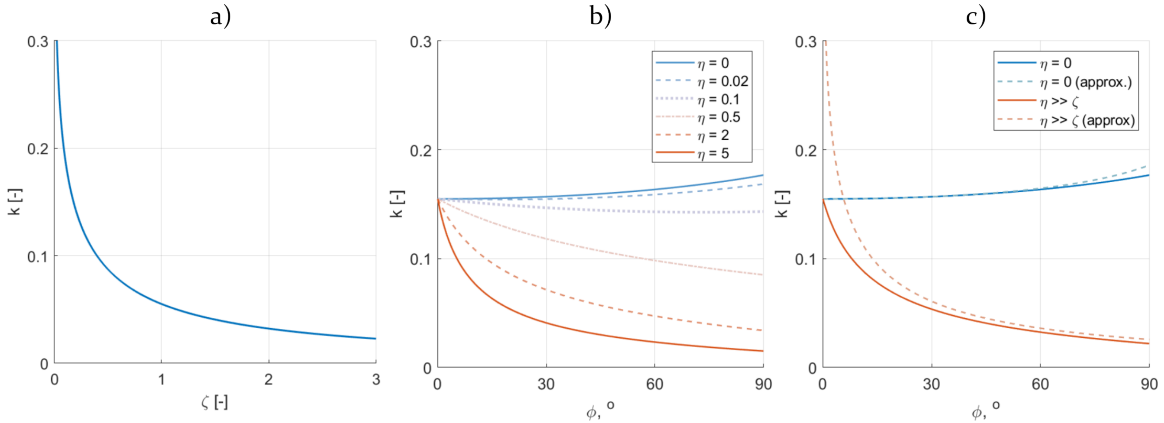 a)
b)
c)
0.3
0.2
0.1
0
0
1
2
3
k [-]
ζ [-]
0.3
0.2
0.1
0
0
30
60
90
k [-]
ϕ, °
η = 0
η = 0.02
η = 0.1
η = 0.5
η = 2
η = 5
0.3
0.2
0.1
0
0
30
60
90
k [-]
ϕ, °
η = 0
η = 0 (approx.)
η >> ζ
η >> ζ (approx)